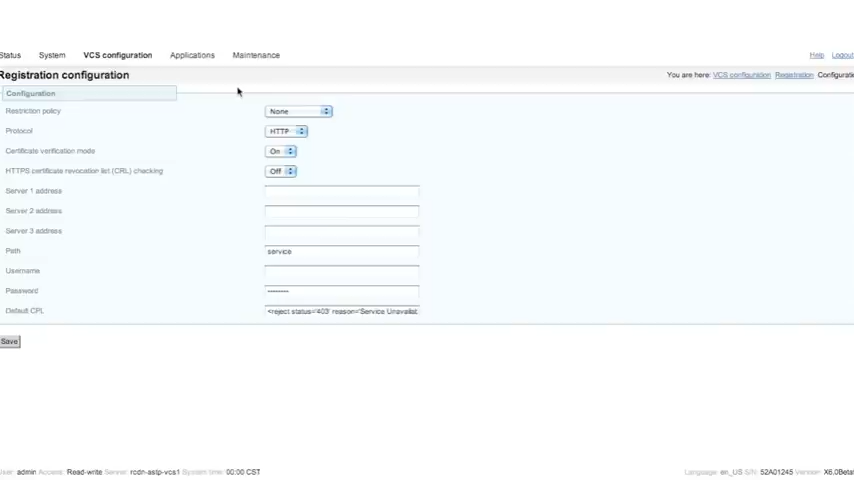 Status System VCS configuration Applications Maintenance Help Logout
Registration configuration You are here: VCS configuration Registration Configuratio
Configuration
Restriction policy None
Protocol HTTP
Certificate verification mode On
HTTPS certificate revocation list (CRL) checking Off
Server 1 address
Server 2 address
Server 3 address
Path service
Username
Password --------
Default CPL <reject status='403' reason='Service Unavailab
Save
User: admin Access: Read-write Server: rcdn-astp-vcs1 System time: 00:00 CST Language: en_US S/N: 52A01245 Version: X6.0Beta